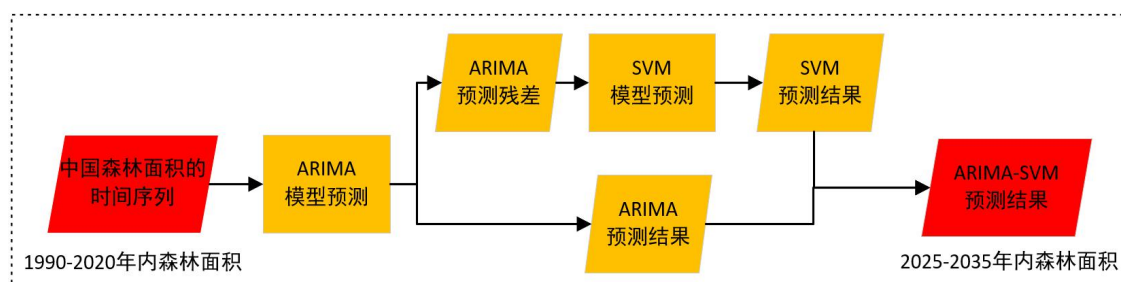 中国森林面积的
时间序列
1990-2020年内森林面积
ARIMA
模型预测
ARIMA
预测残差
SVM
模型预测
SVM
预测结果
ARIMA
预测结果
ARIMA-SVM
预测结果
2025-2035年内森林面积